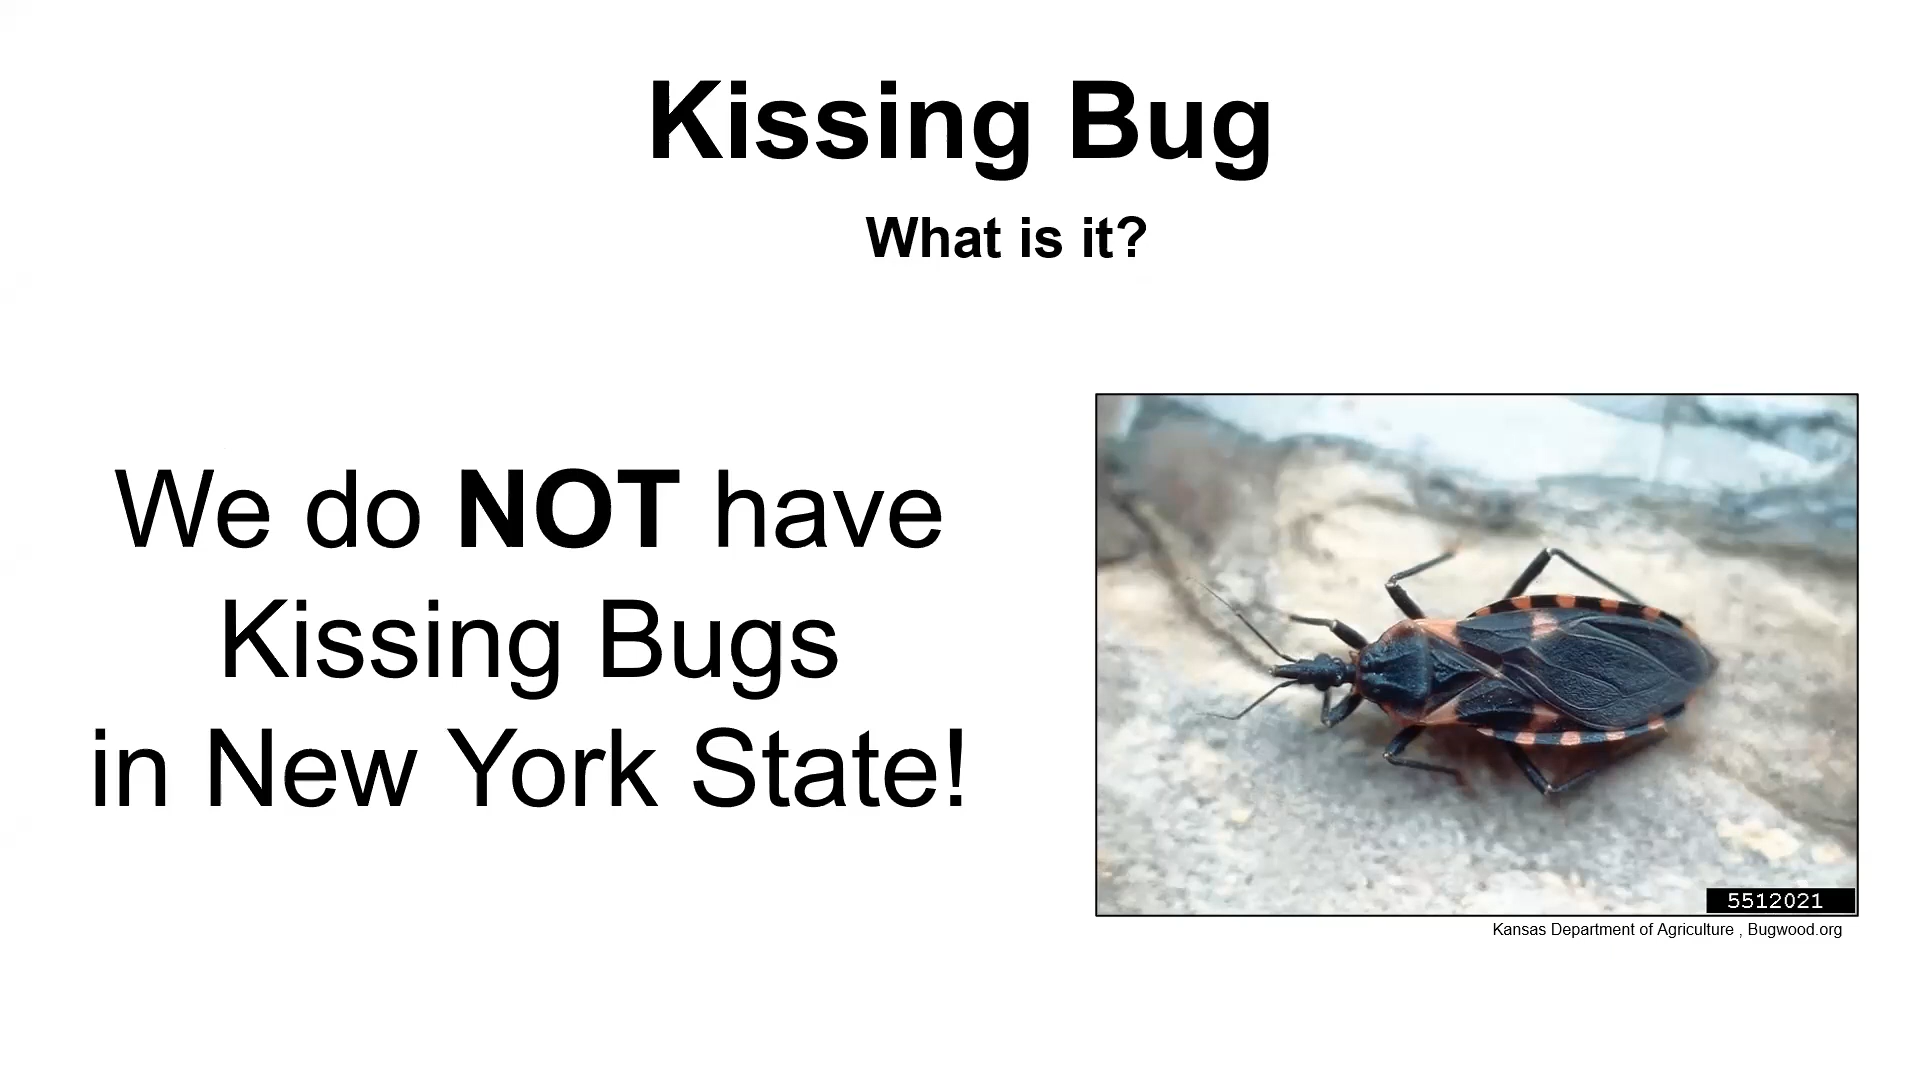 Kissing Bug
What is it?
We do NOT have
Kissing Bugs
in New York State!
5512021
Kansas Department of Agriculture , Bugwood.org